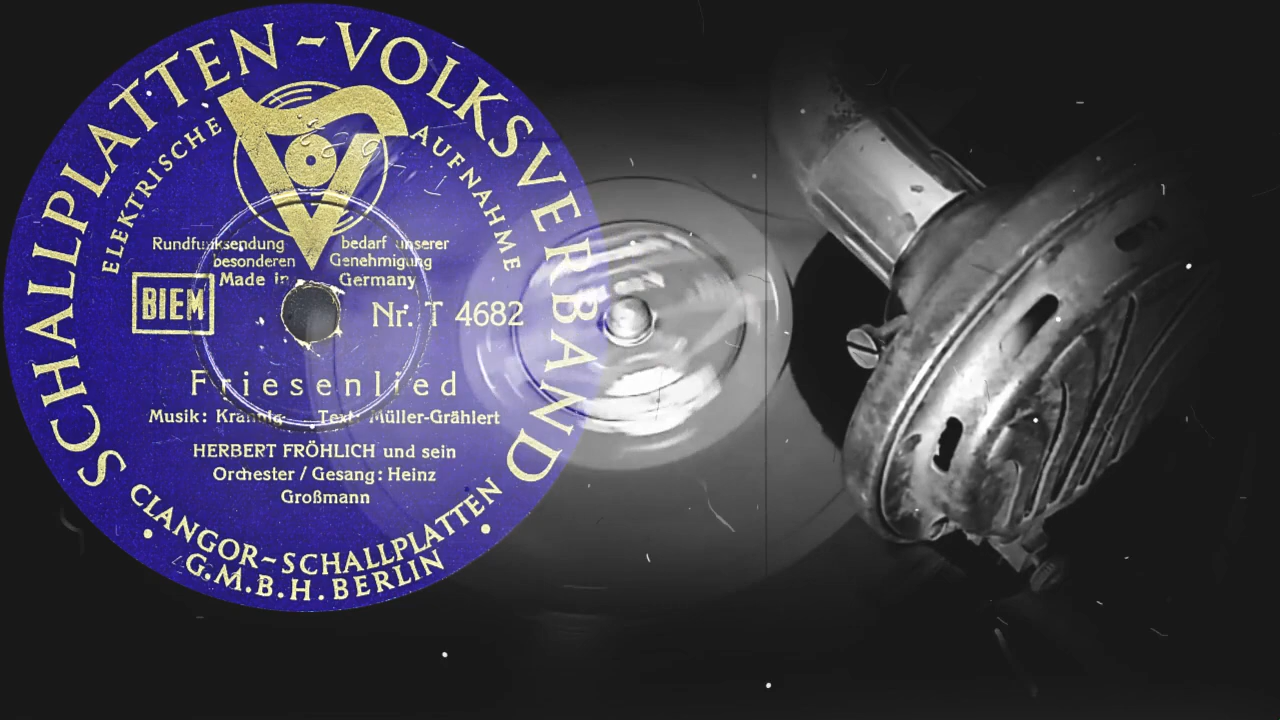 SCHALLPLATTEN-VOLKSVERBAND
ELEKTRISCHE AUFNAHME
Rundfunksendung bedarf unserer
besonderen Genehmigung
Made in Germany
BIEM
Nr. T 4682
Friesenlied
Musik: Krannig Text: Müller-Grählert
HERBERT FRÖHLICH und sein
Orchester / Gesang: Heinz
Großmann
CLANGOR-SCHALLPLATTEN
G.M.B.H. BERLIN